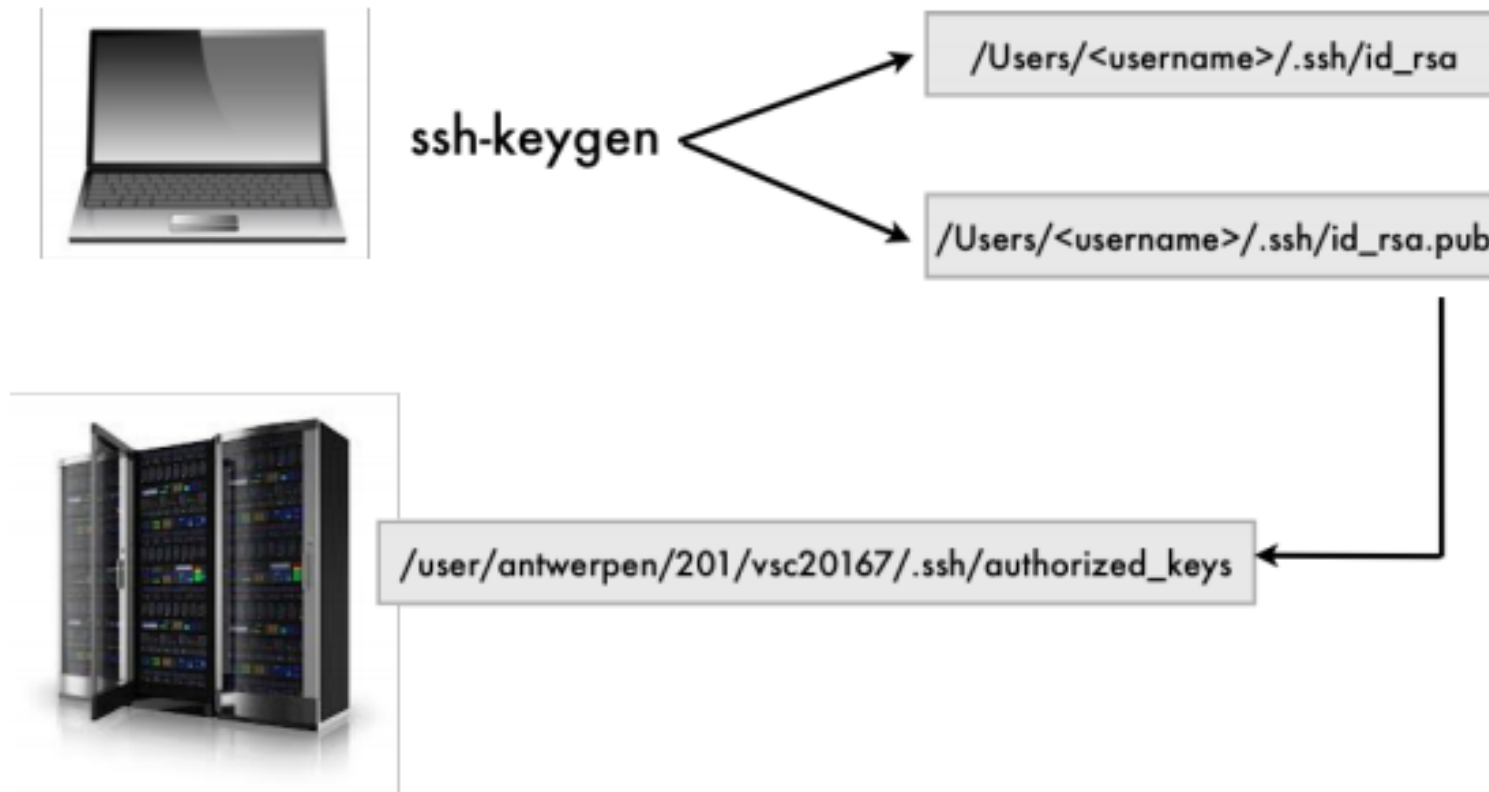 /Users/<username>/.ssh/id_rsa
ssh-keygen
/Users/<username>/.ssh/id_rsa.pub
/user/antwerpen/201/vsc20167/.ssh/authorized_keys